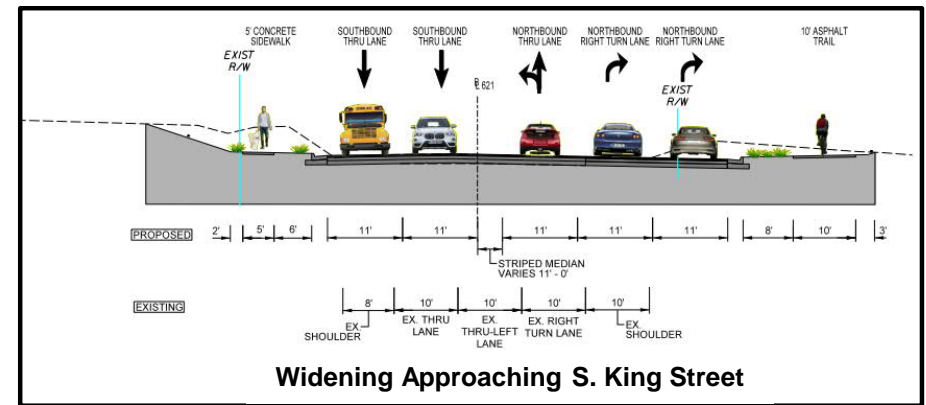 5' CONCRETE
SIDEWALK
SOUTHBOUND
THRU LANE
SOUTHBOUND
THRU LANE
NORTHBOUND
THRU LANE
NORTHBOUND
RIGHT TURN LANE
NORTHBOUND
RIGHT TURN LANE
10' ASPHALT
TRAIL
EXIST
R/W
621
EXIST
R/W
PROPOSED
2'
5'
6'
11'
11'
11'
11'
11'
8'
10'
3'
STRIPED MEDIAN
VARIES 11' - 0'
EXISTING
8'
10'
10'
10'
10'
EX.
SHOULDER
EX. THRU
LANE
EX.
THRU-LEFT
LANE
EX. RIGHT
TURN LANE
EX.
SHOULDER
Widening Approaching S. King Street